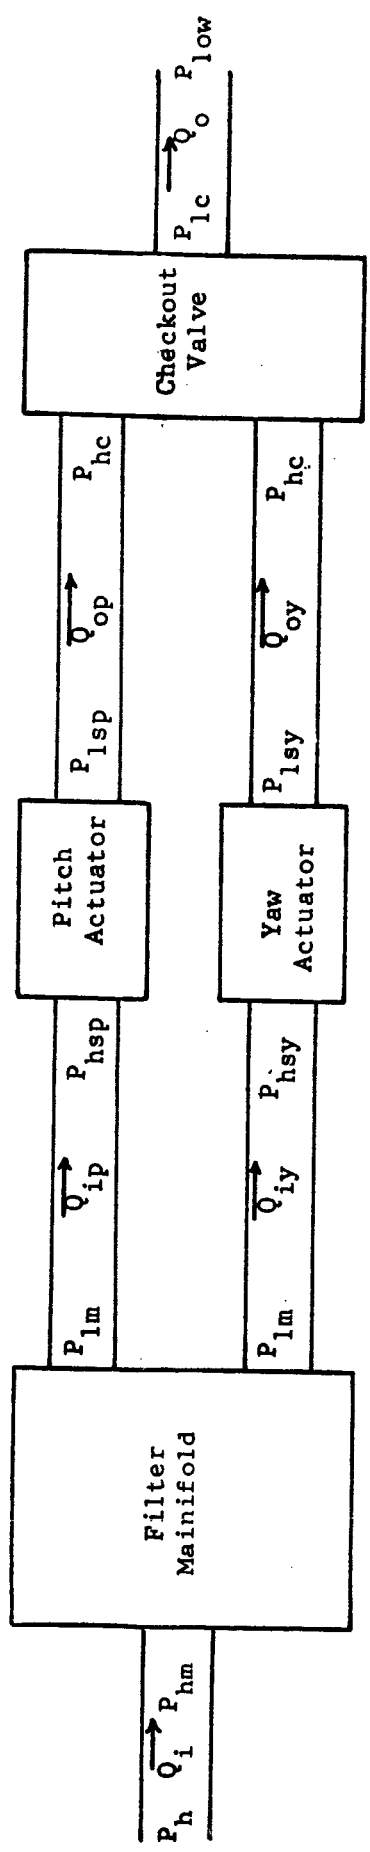 P_h Q_i P_hm
Filter
Mainifold
P_lm Q_ip P_hsp
Pitch
Actuator
P_lsp Q_op P_hc
P_lm Q_iy P_hsy
Yaw
Actuator
P_lsy Q_oy P_hc
Checkout
Valve
P_lc Q_o P_low